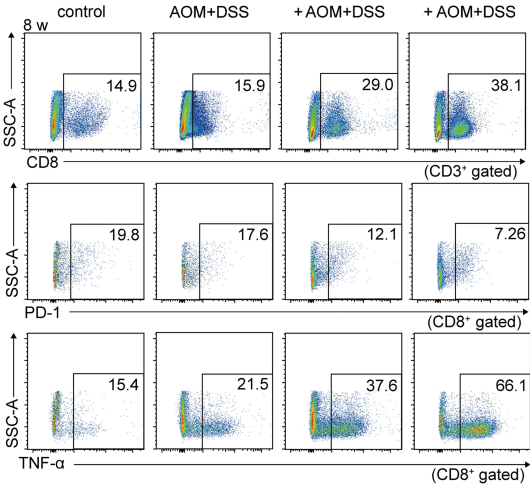 control AOM+DSS + AOM+DSS + AOM+DSS
8 w
SSC-A 14.9 15.9 29.0 38.1
CD8
(CD3+ gated)
SSC-A 19.8 17.6 12.1 7.26
PD-1
(CD8+ gated)
SSC-A 15.4 21.5 37.6 66.1
TNF-α
(CD8+ gated)